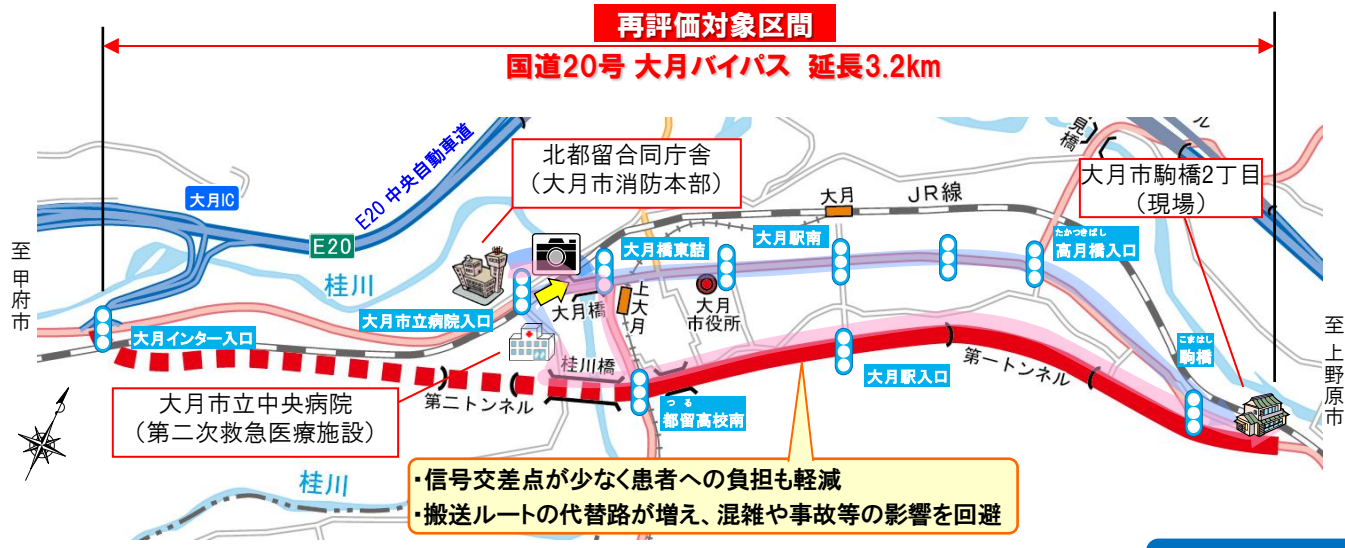 再評価対象区間
国道20号 大月バイパス 延長3.2km
E20 中央自動車道
北都留合同庁舎
(大月市消防本部)
見橋
大月市駒橋2丁目
(現場)
大月IC
大月
JR線
E20
大月橋東詰
大月駅南
たかつきばし
高月橋入口
至甲府市
桂川
大月橋
上大月
大月
市役所
大月市立病院入口
大月インター入口
至上野原市
こまはし
駒橋
桂川橋
大月駅入口
第一トンネル
第二トンネル
大月市立中央病院
(第二次救急医療施設)
つる
都留高校南
桂川
・信号交差点が少なく患者への負担も軽減
・搬送ルートの代替路が増え、混雑や事故等の影響を回避